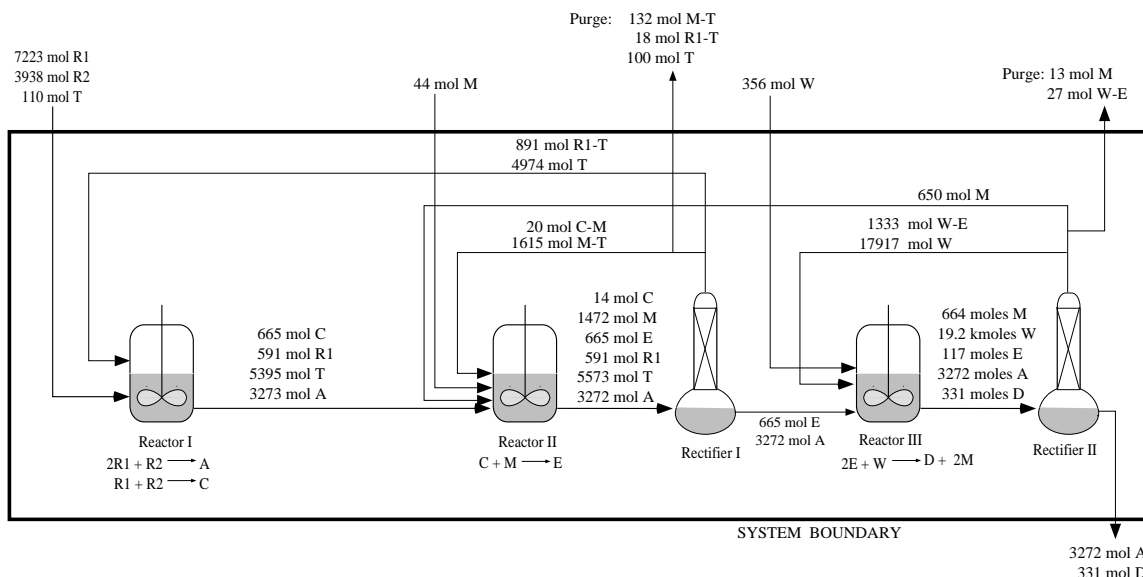 Purge: 132 mol M-T
18 mol R1-T
100 mol T
7223 mol R1
3938 mol R2
110 mol T
44 mol M
356 mol W
Purge: 13 mol M
27 mol W-E
891 mol R1-T
4974 mol T
650 mol M
20 mol C-M
1615 mol M-T
1333 mol W-E
17917 mol W
665 mol C
591 mol R1
5395 mol T
3273 mol A
14 mol C
1472 mol M
665 mol E
591 mol R1
5573 mol T
3272 mol A
664 moles M
19.2 kmoles W
117 moles E
3272 moles A
331 moles D
665 mol E
3272 mol A
Reactor I
2R1 + R2 → A
R1 + R2 → C
Reactor II
C + M → E
Rectifier I
Reactor III
2E + W → D + 2M
Rectifier II
SYSTEM BOUNDARY
3272 mol A
331 mol D